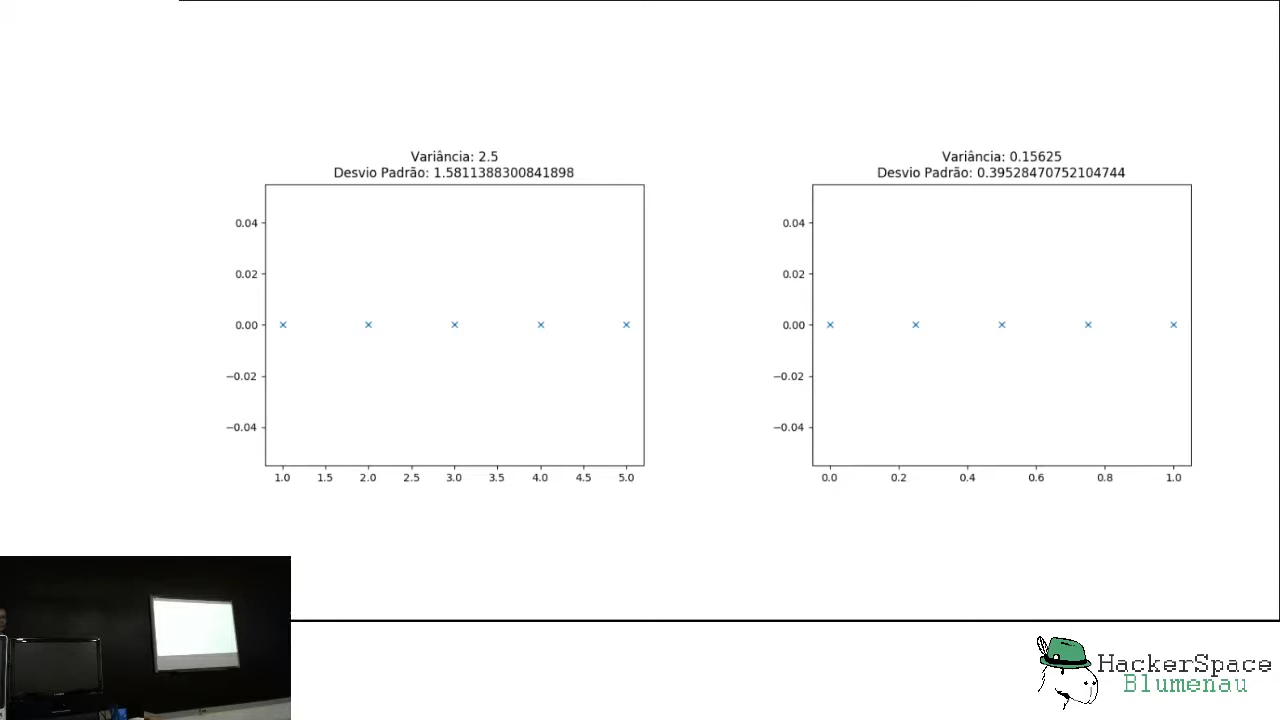 Variância: 2.5
Desvio Padrão: 1.5811388300841898
0.04
0.02
0.00
−0.02
−0.04
1.0 1.5 2.0 2.5 3.0 3.5 4.0 4.5 5.0
Variância: 0.15625
Desvio Padrão: 0.39528470752104744
0.04
0.02
0.00
−0.02
−0.04
0.0 0.2 0.4 0.6 0.8 1.0
HackerSpace
Blumenau